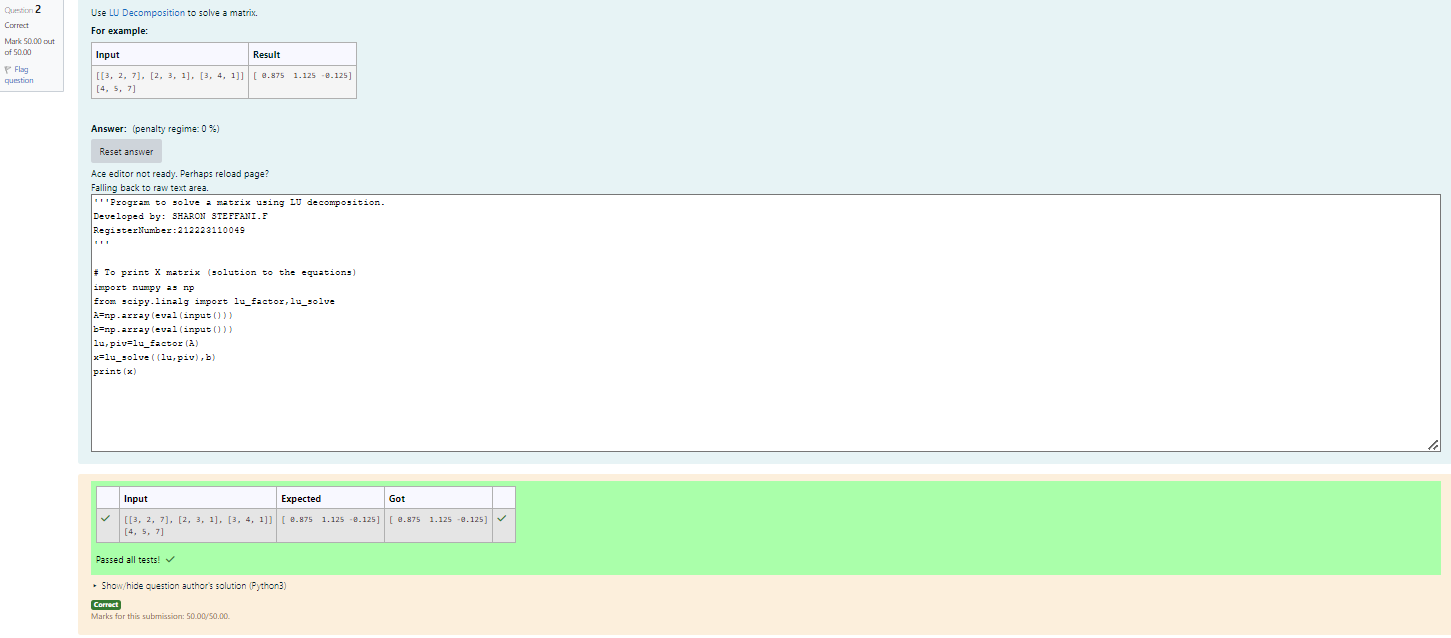 Question 2
Correct
Mark 50.00 out
of 50.00
Flag
question
Use LU Decomposition to solve a matrix.
For example:
Input Result
[[3, 2, 7], [2, 3, 1], [3, 4, 1]] [ 0.875  1.125 -0.125]
[4, 5, 7]
Answer: (penalty regime: 0 %)
Reset answer
Ace editor not ready. Perhaps reload page?
Falling back to raw text area.
'''Program to solve a matrix using LU decomposition.
Developed by: SHARON STEFFANI.F
RegisterNumber:212223110049
'''
# To print X matrix (solution to the equations)
import numpy as np
from scipy.linalg import lu_factor,lu_solve
A=np.array(eval(input()))
b=np.array(eval(input()))
lu,piv=lu_factor(A)
x=lu_solve((lu,piv),b)
print(x)
Input Expected Got
[[3, 2, 7], [2, 3, 1], [3, 4, 1]] [ 0.875  1.125 -0.125] [ 0.875  1.125 -0.125]
[4, 5, 7]
Passed all tests!
Show/hide question author's solution (Python3)
Correct
Marks for this submission: 50.00/50.00.